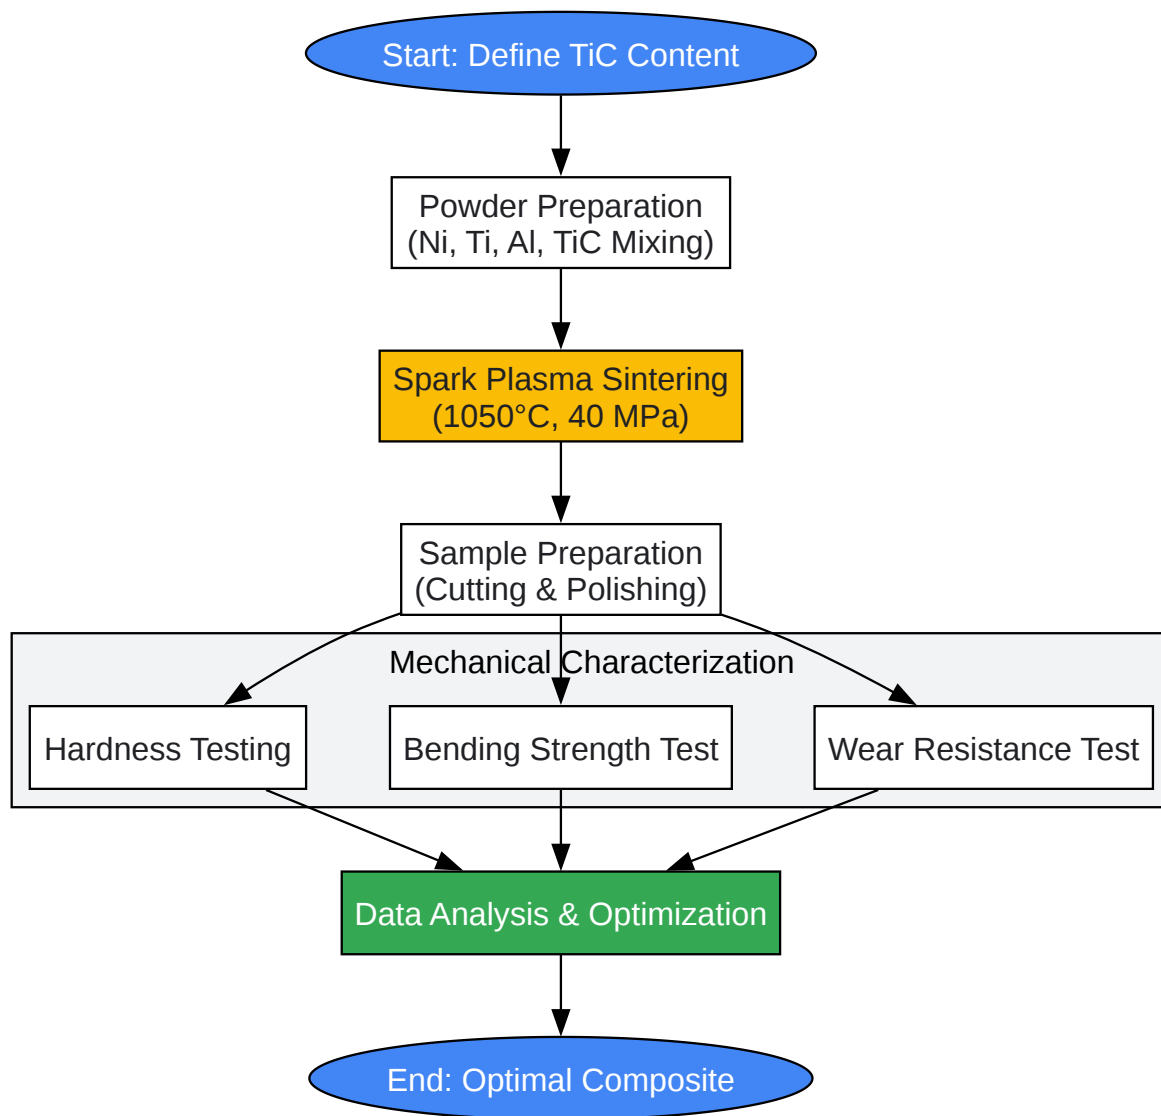 Start: Define TiC Content
Powder Preparation
(Ni, Ti, Al, TiC Mixing)
Spark Plasma Sintering
(1050°C, 40 MPa)
Sample Preparation
(Cutting & Polishing)
Mechanical Characterization
Hardness Testing
Bending Strength Test
Wear Resistance Test
Data Analysis & Optimization
End: Optimal Composite